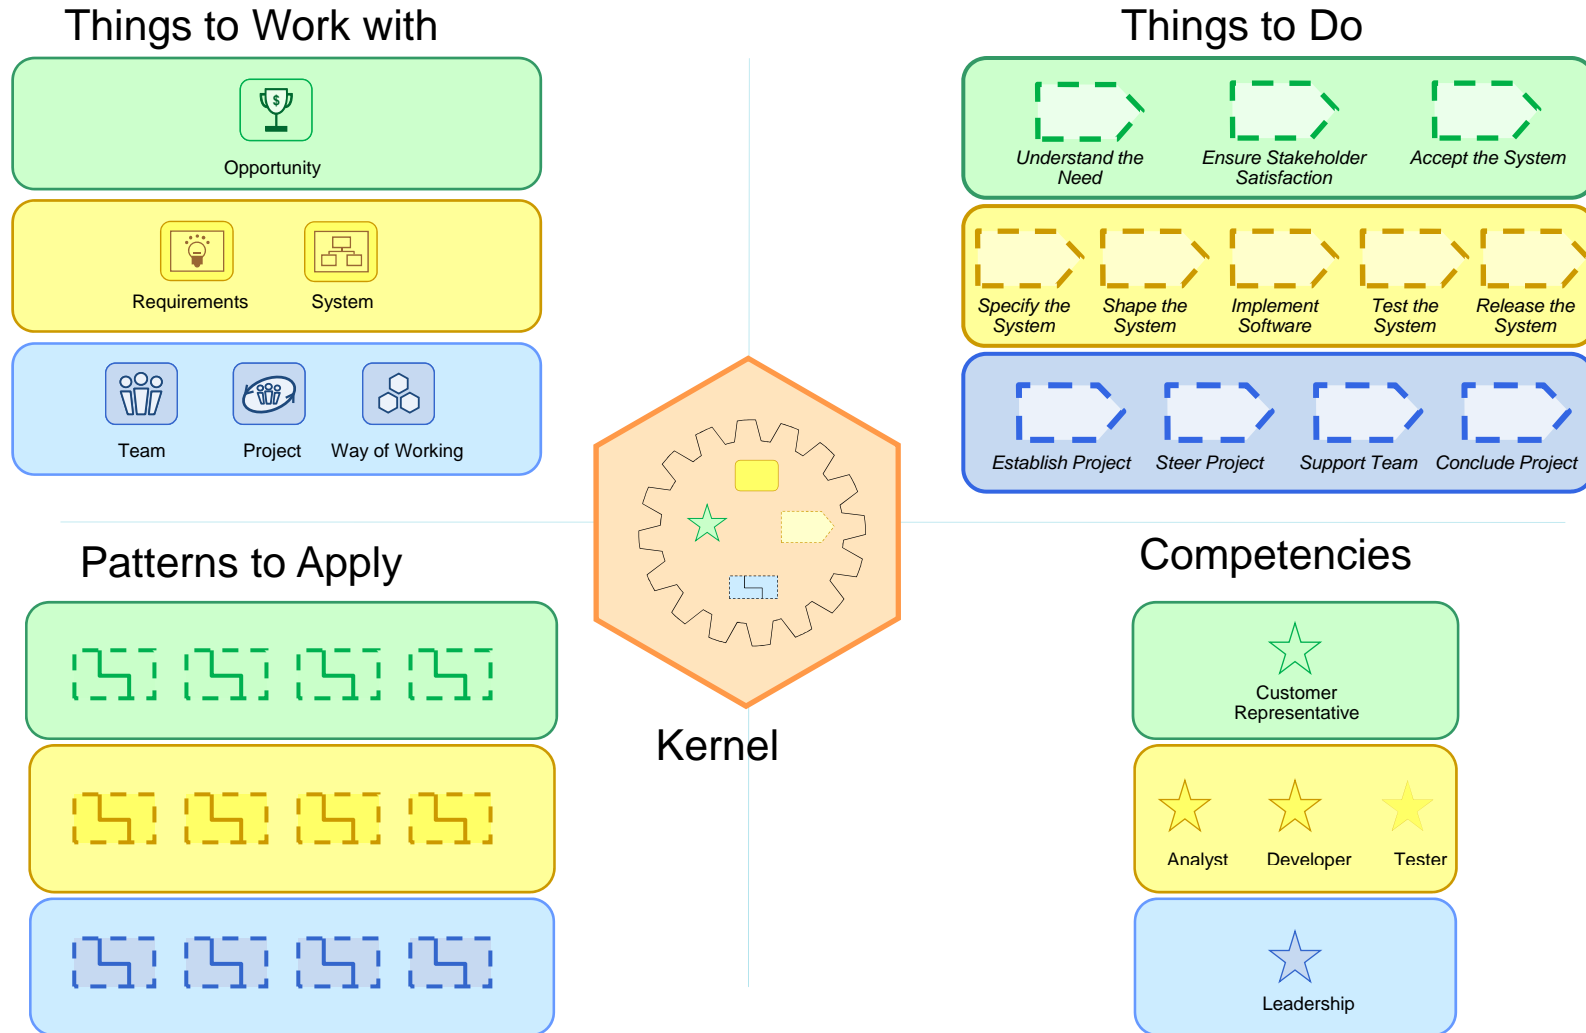 Things to Work with
Things to Do
$
Opportunity
Understand the
Need
Ensure Stakeholder
Satisfaction
Accept the System
Requirements
System
Specify the
System
Shape the
System
Implement
Software
Test the
System
Release the
System
Team
Project
Way of Working
Establish Project
Steer Project
Support Team
Conclude Project
Patterns to Apply
Competencies
Kernel
Customer
Representative
Analyst
Developer
Tester
Leadership